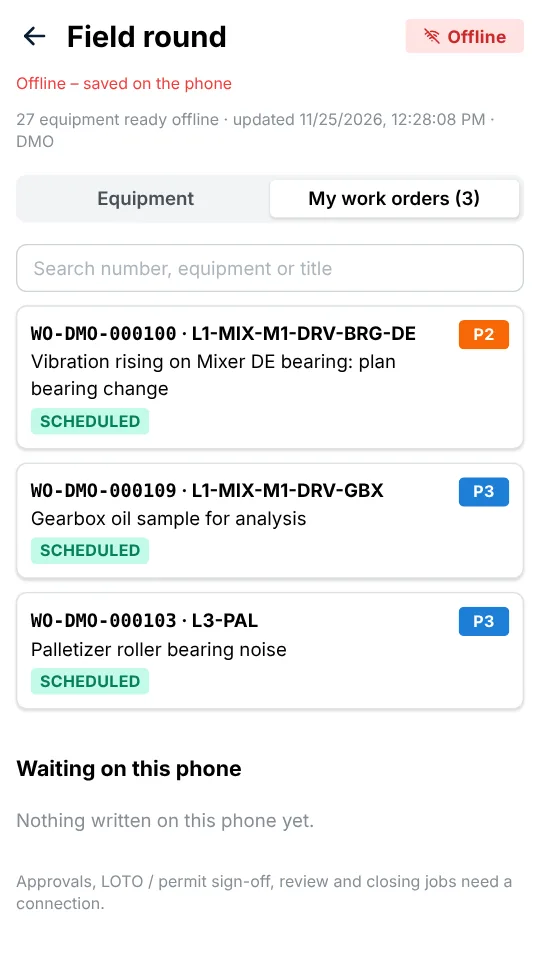 Field round
Offline
Offline – saved on the phone
27 equipment ready offline · updated 11/25/2026, 12:28:08 PM ·
DMO
Equipment
My work orders (3)
Search number, equipment or title
WO-DMO-000100 · L1-MIX-M1-DRV-BRG-DE
P2
Vibration rising on Mixer DE bearing: plan
bearing change
SCHEDULED
WO-DMO-000109 · L1-MIX-M1-DRV-GBX
P3
Gearbox oil sample for analysis
SCHEDULED
WO-DMO-000103 · L3-PAL
P3
Palletizer roller bearing noise
SCHEDULED
Waiting on this phone
Nothing written on this phone yet.
Approvals, LOTO / permit sign-off, review and closing jobs need a
connection.